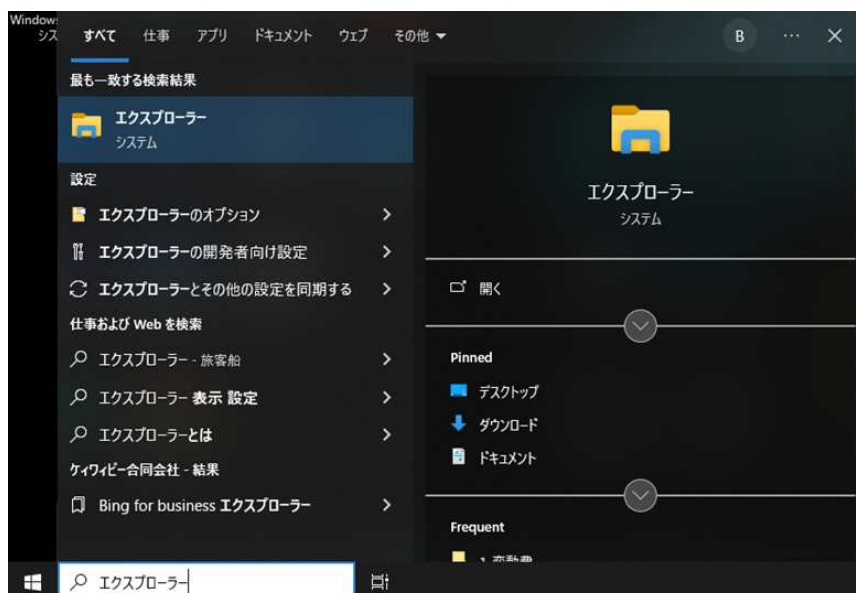 Window
シス
すべて 仕事 アプリ ドキュメント ウェブ その他
B
最も一致する検索結果
エクスプローラー
システム
設定
エクスプローラーのオプション
エクスプローラーの開発者向け設定
エクスプローラーとその他の設定を同期する
仕事および Web を検索
エクスプローラー - 旅客船
エクスプローラー 表示 設定
エクスプローラーとは
ケイワイビー合同会社 - 結果
Bing for business エクスプローラー
エクスプローラー
エクスプローラー
システム
開く
Pinned
デスクトップ
ダウンロード
ドキュメント
Frequent
1.変動費